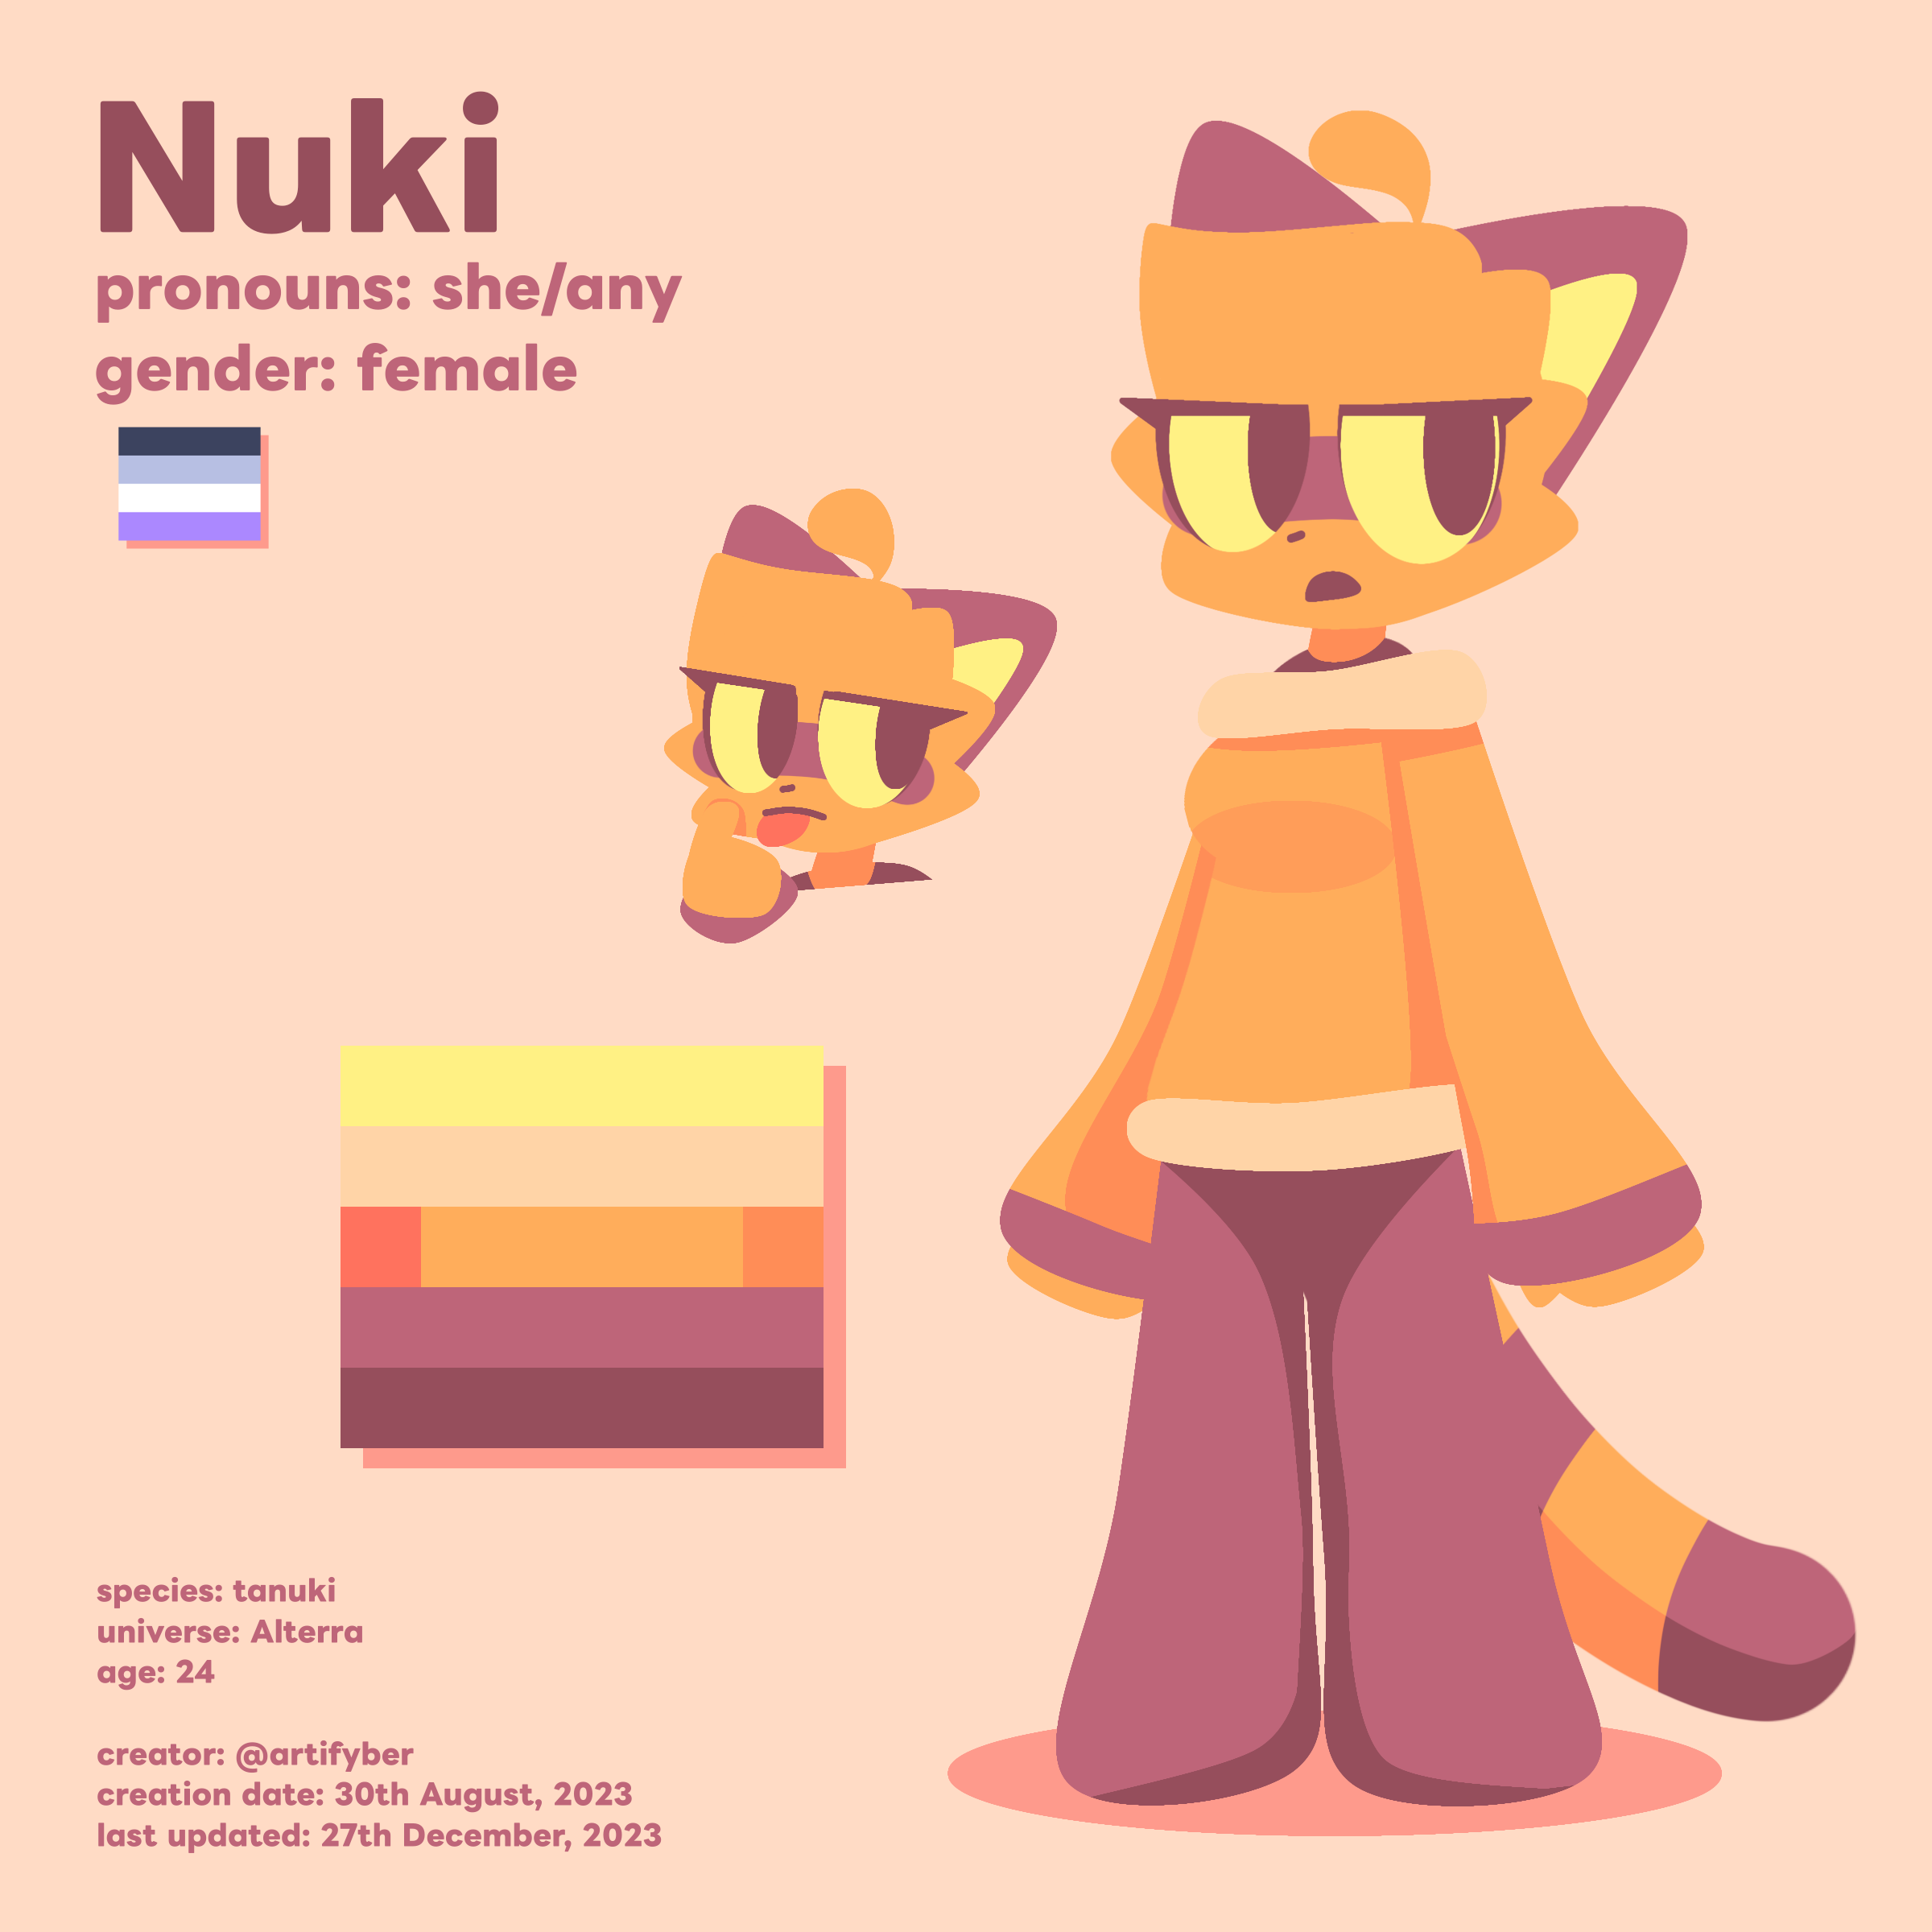 Nuki
pronouns: she/any
gender: female
species: tanuki
universe: Alterra
age: 24
creator: @artifyber
creation date: 30th August, 2023
last updated: 27th December, 2023